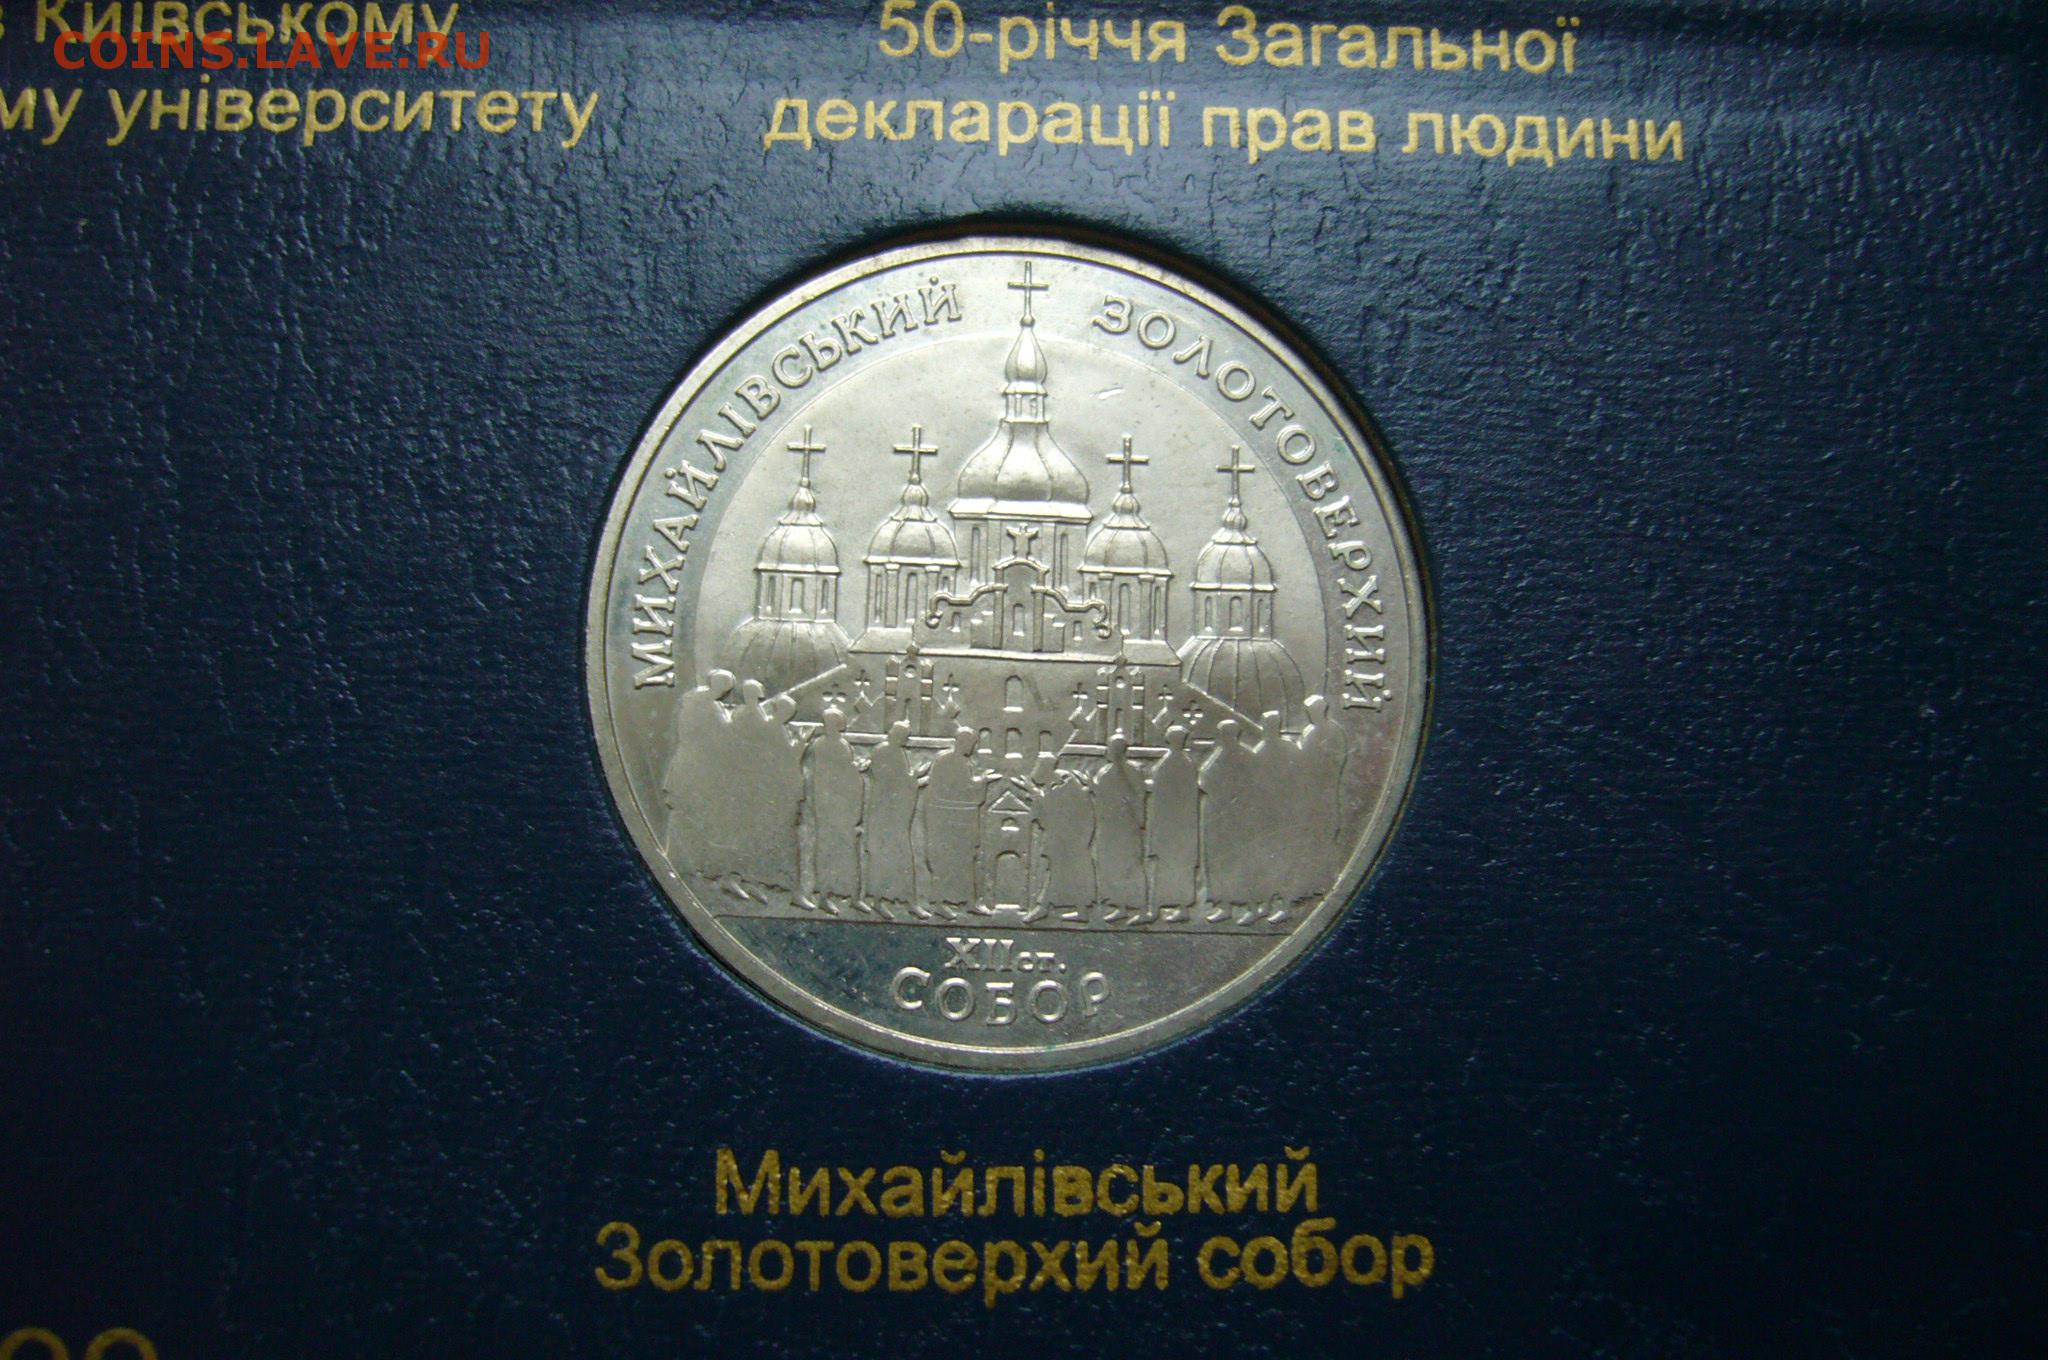 в Київському
COINS.LAVE.RU
му університету
50-річчя Загальної
декларації прав людини
МИХАЙЛІВСЬКИЙ ЗОЛОТОВЕРХИЙ
XII ст.
СОБОР
Михайлівський
Золотоверхий собор